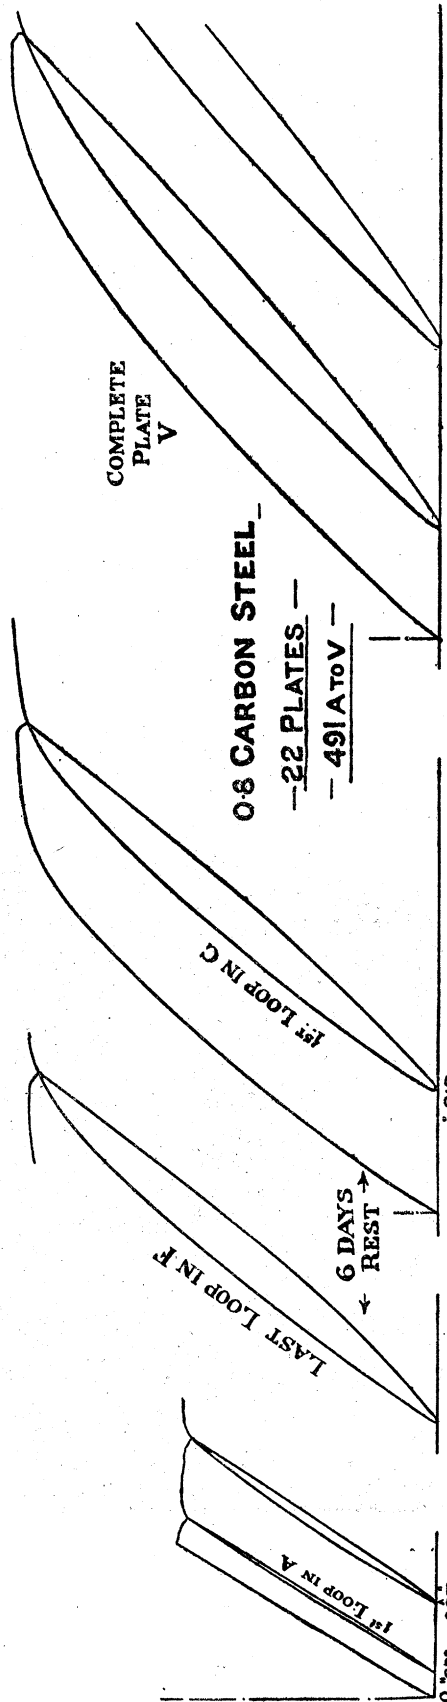 1ST LOOP IN A
LAST LOOP IN F
6 DAYS
REST
1ST LOOP IN G
0·8 CARBON STEEL
— 22 PLATES —
— 491 A TO V —
COMPLETE
PLATE
V